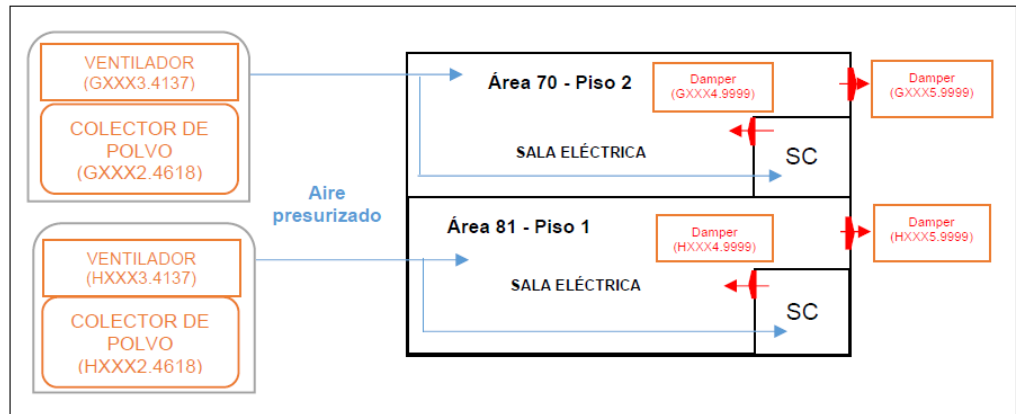 VENTILADOR
(GXXX3.4137)
COLECTOR DE
POLVO
(GXXX2.4618)
Aire
presurizado
VENTILADOR
(HXXX3.4137)
COLECTOR DE
POLVO
(HXXX2.4618)
Área 70 - Piso 2
Damper
(GXXX4.9999)
Damper
(GXXX5.9999)
SALA ELÉCTRICA
SC
Área 81 - Piso 1
Damper
(HXXX4.9999)
Damper
(HXXX5.9999)
SALA ELÉCTRICA
SC